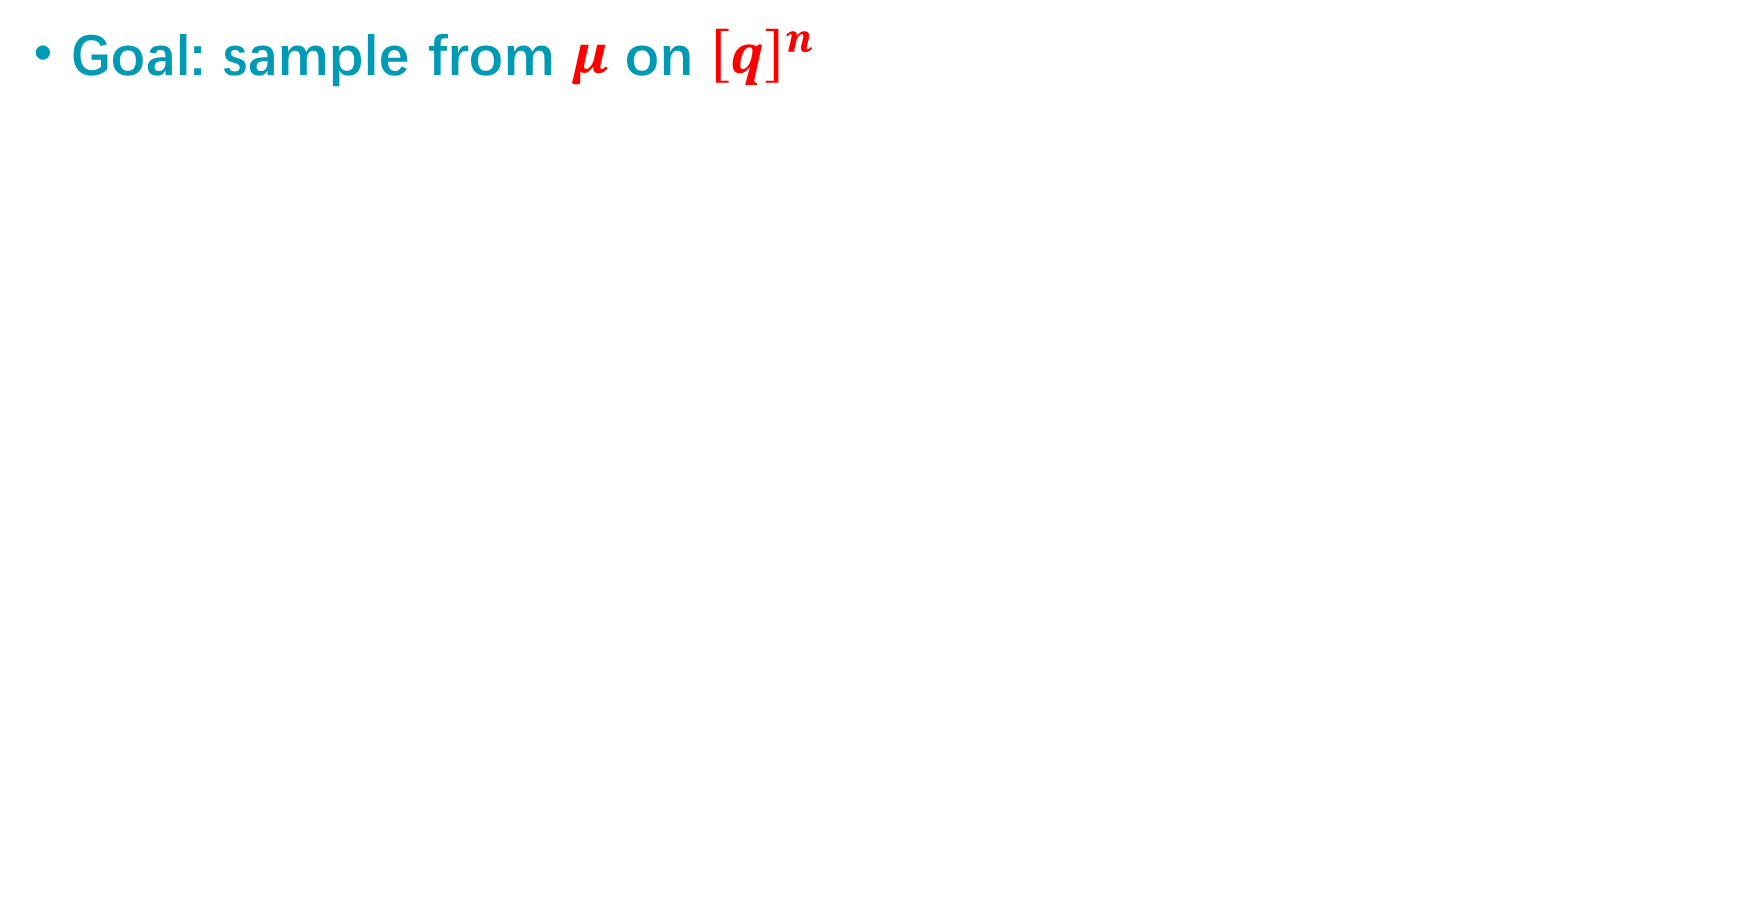 • Goal: sample from μ on [q]ⁿ